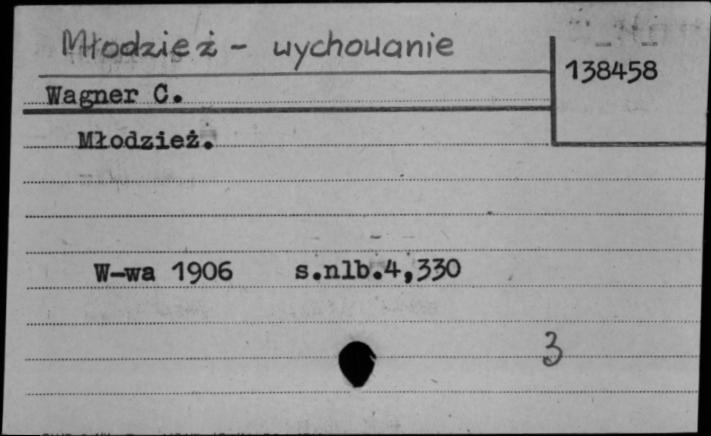 Młodzież - wychowanie
138458
Wagner C.
Młodzież.
W-wa 1906 s.nlb.4,330
3